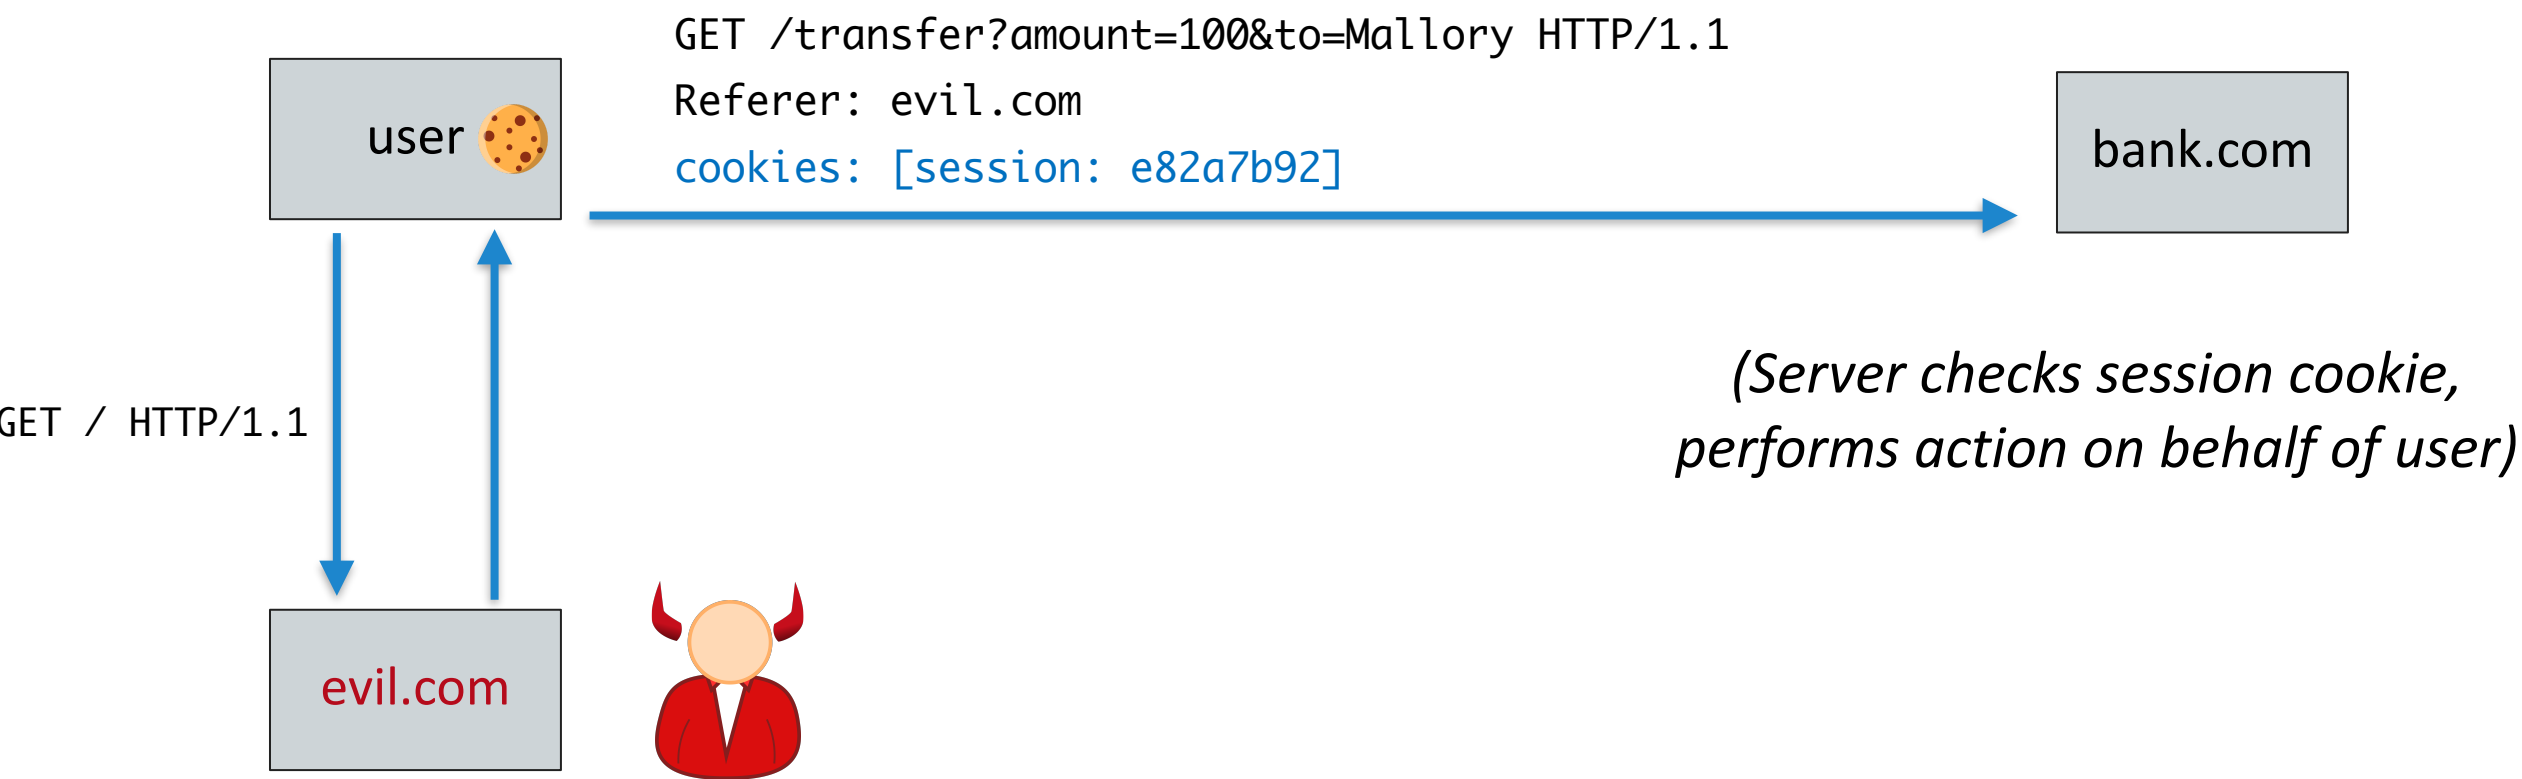 GET /transfer?amount=100&to=Mallory HTTP/1.1
Referer: evil.com
cookies: [session: e82a7b92]
user
bank.com
(Server checks session cookie,
performs action on behalf of user)
GET / HTTP/1.1
evil.com